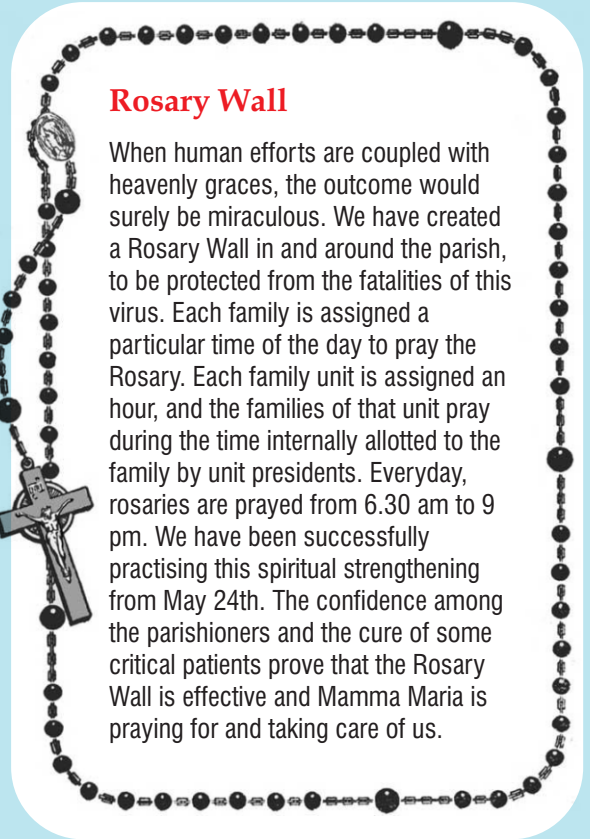 Rosary Wall
When human efforts are coupled with
heavenly graces, the outcome would
surely be miraculous. We have created
a Rosary Wall in and around the parish,
to be protected from the fatalities of this
virus. Each family is assigned a
particular time of the day to pray the
Rosary. Each family unit is assigned an
hour, and the families of that unit pray
during the time internally allotted to the
family by unit presidents. Everyday,
rosaries are prayed from 6.30 am to 9
pm. We have been successfully
practising this spiritual strengthening
from May 24th. The confidence among
the parishioners and the cure of some
critical patients prove that the Rosary
Wall is effective and Mamma Maria is
praying for and taking care of us.